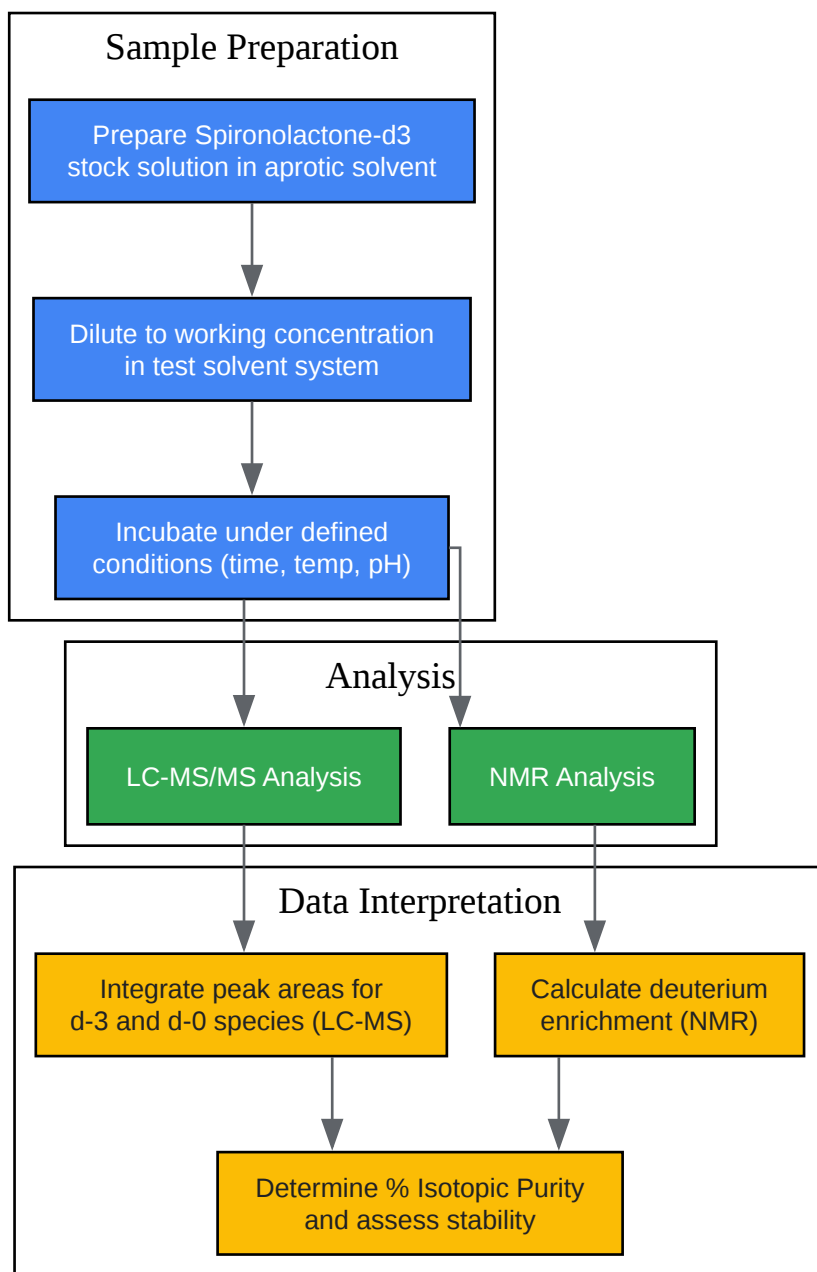 Sample Preparation
Prepare Spironolactone-d3
stock solution in aprotic solvent
Dilute to working concentration
in test solvent system
Incubate under defined
conditions (time, temp, pH)
Analysis
LC-MS/MS Analysis
NMR Analysis
Data Interpretation
Integrate peak areas for
d-3 and d-0 species (LC-MS)
Calculate deuterium
enrichment (NMR)
Determine % Isotopic Purity
and assess stability